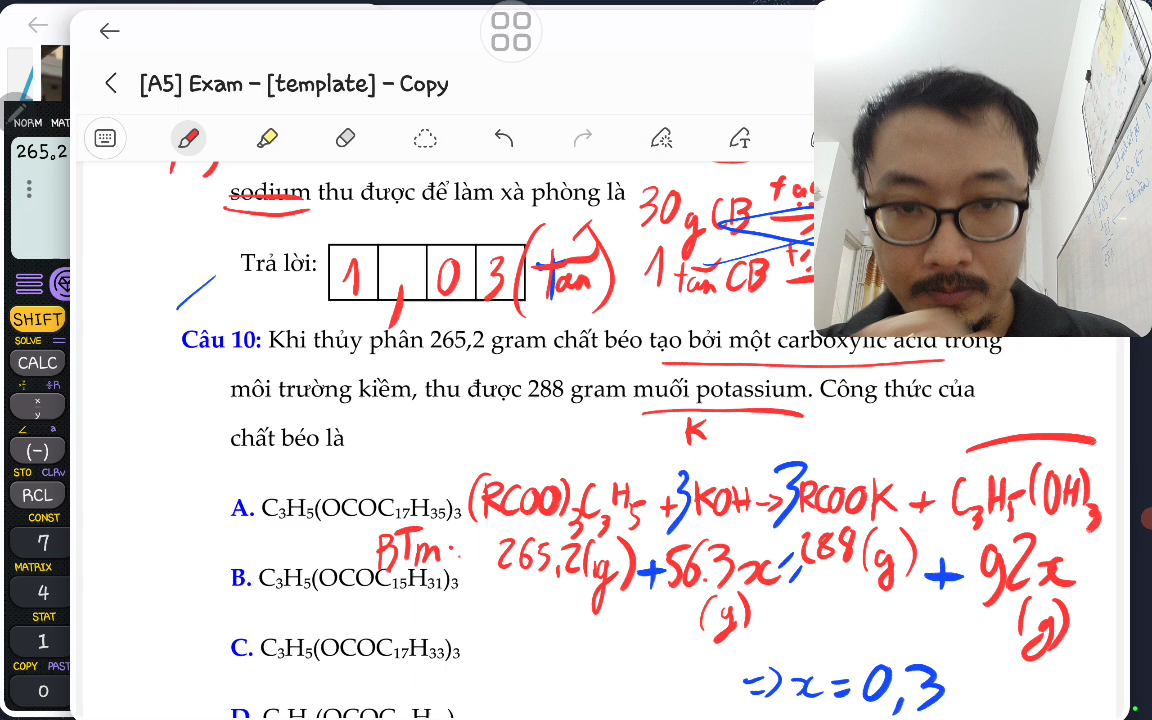 [A5] Exam – [template] – Copy
NORM MAT
265,2
sodium thu được để làm xà phòng là
30g CB
1 tấn CB
Trả lời: 1 , 0 3 (tấn)
SHIFT
SOLVE =
CALC
Câu 10: Khi thủy phân 265,2 gram chất béo tạo bởi một carboxylic acid trong
môi trường kiềm, thu được 288 gram muối potassium. Công thức của
K
chất béo là
x/y
(−)
STO CLRv
RCL
CONST
7
MATRIX
4
STAT
1
COPY PAST
0
A. C₃H₅(OCOC₁₇H₃₅)₃
(RCOO)₃C₃H₅ + 3KOH → 3RCOOK + C₃H₅(OH)₃
BTm: 265,2(g) + 56.3x = 288(g) + 92x
(g) (g)
B. C₃H₅(OCOC₁₅H₃₁)₃
C. C₃H₅(OCOC₁₇H₃₃)₃
=> x = 0,3